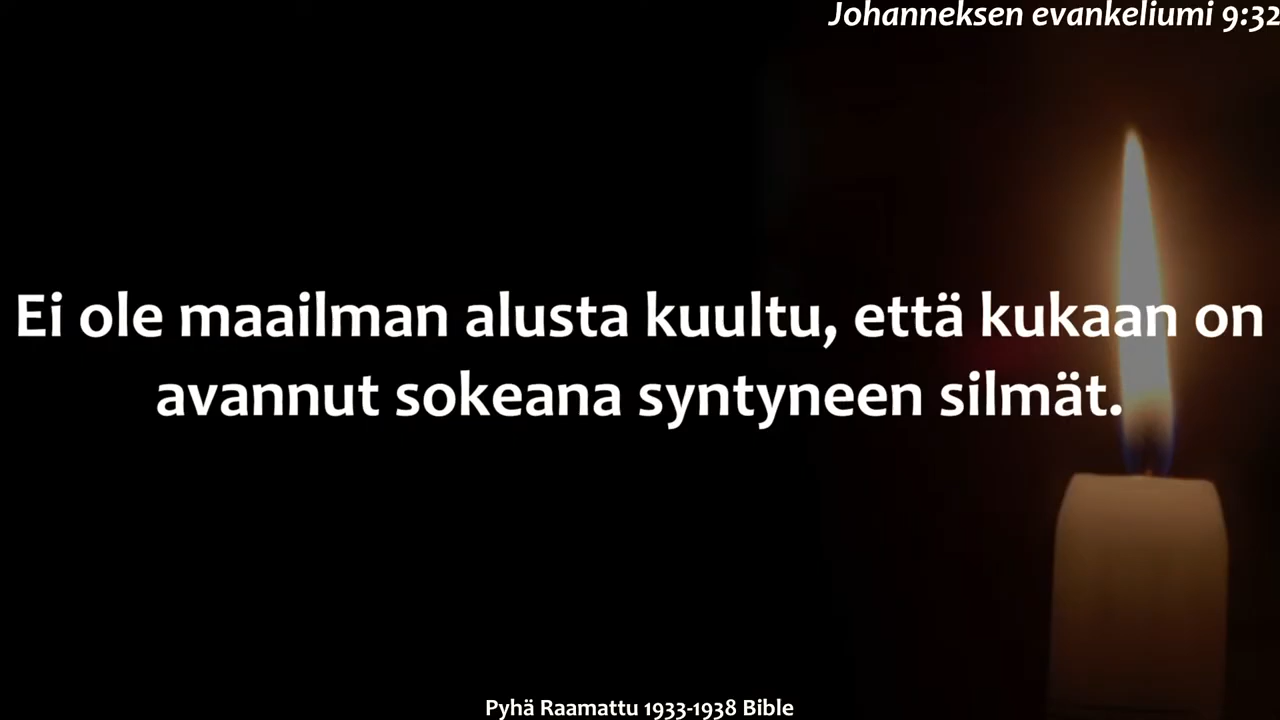 Johanneksen evankeliumi 9:32
Ei ole maailman alusta kuultu, että kukaan on
avannut sokeana syntyneen silmät.
Pyhä Raamattu 1933-1938 Bible